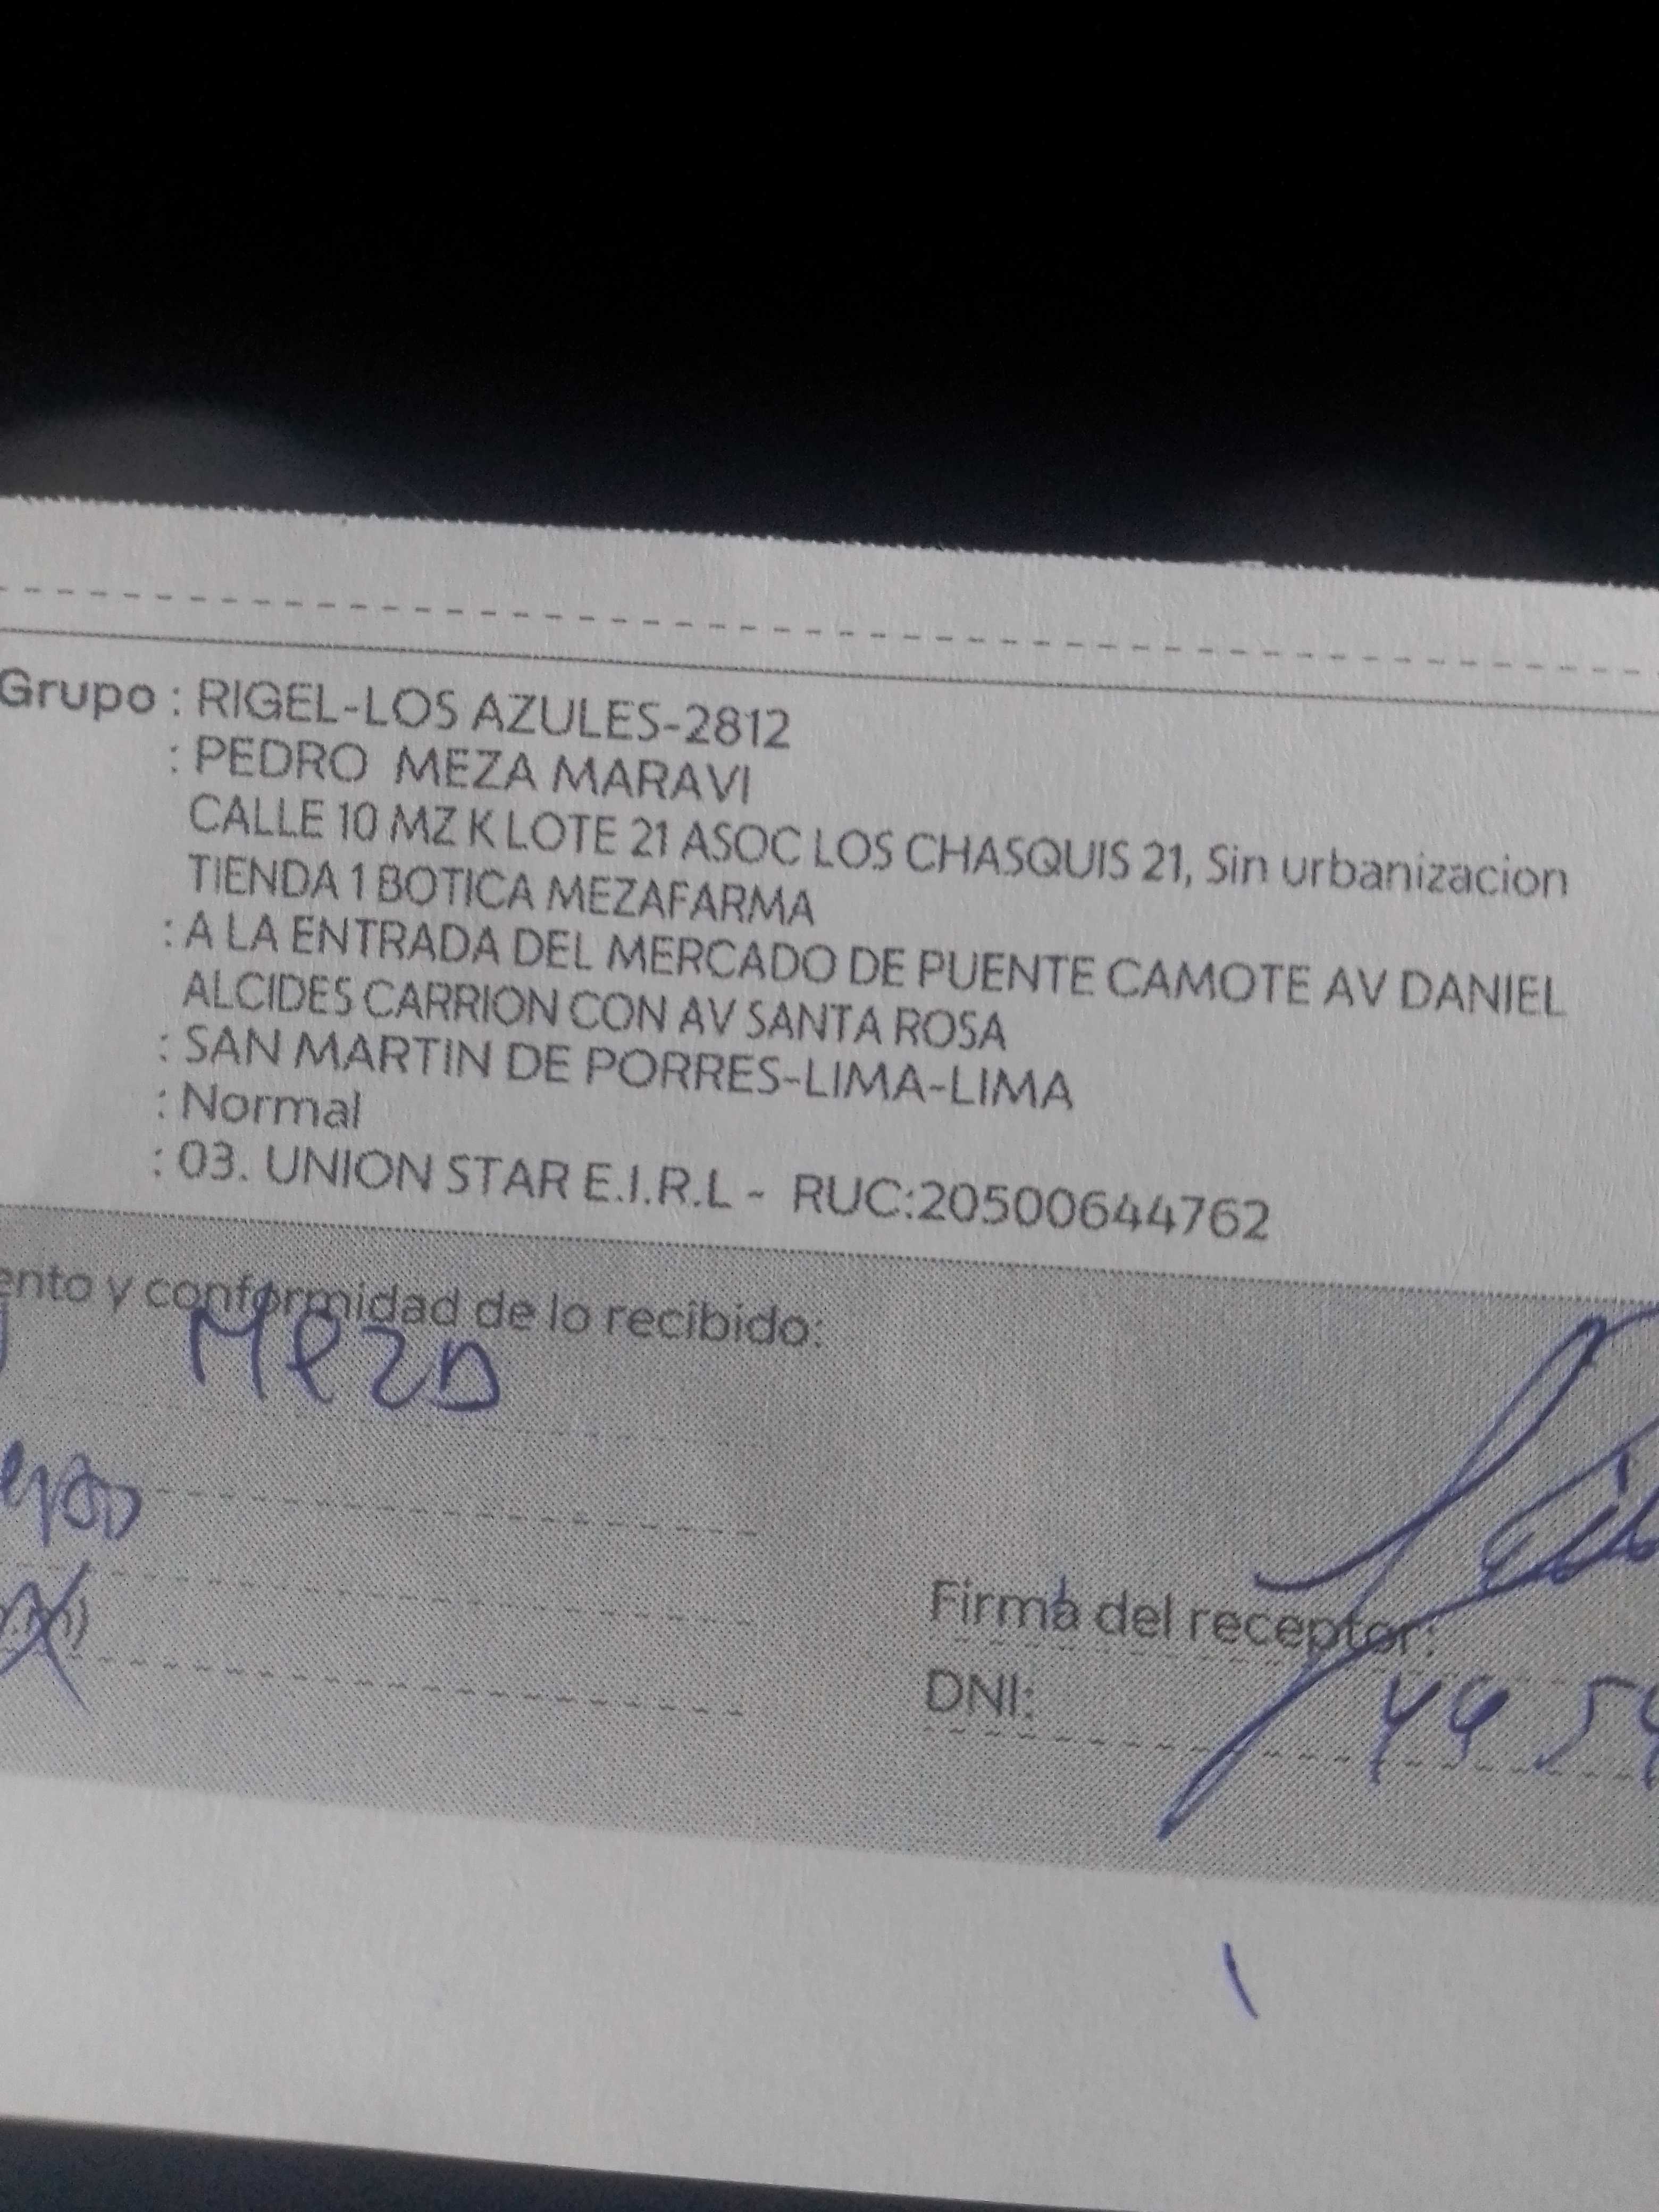 Grupo : RIGEL-LOS AZULES-2812
: PEDRO MEZA MARAVI
CALLE 10 MZ K LOTE 21 ASOC LOS CHASQUIS 21, Sin urbanizacion
TIENDA 1 BOTICA MEZAFARMA
: A LA ENTRADA DEL MERCADO DE PUENTE CAMOTE AV DANIEL
ALCIDES CARRION CON AV SANTA ROSA
: SAN MARTIN DE PORRES-LIMA-LIMA
: Normal
: 03. UNION STAR E.I.R.L - RUC:20500644762
ento y conformidad de lo recibido:
Meza
Firma del receptor:
DNI: 44 54